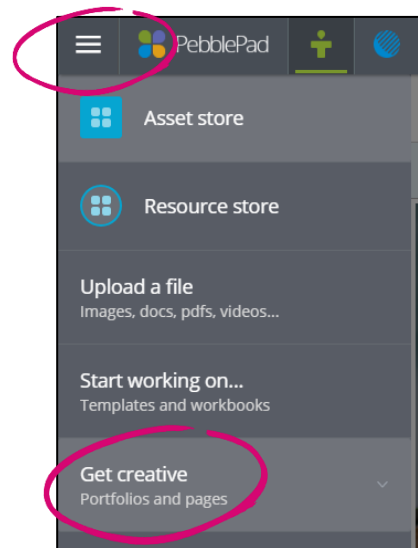 PebblePad
Asset store
Resource store
Upload a file
Images, docs, pdfs, videos...
Start working on...
Templates and workbooks
Get creative
Portfolios and pages